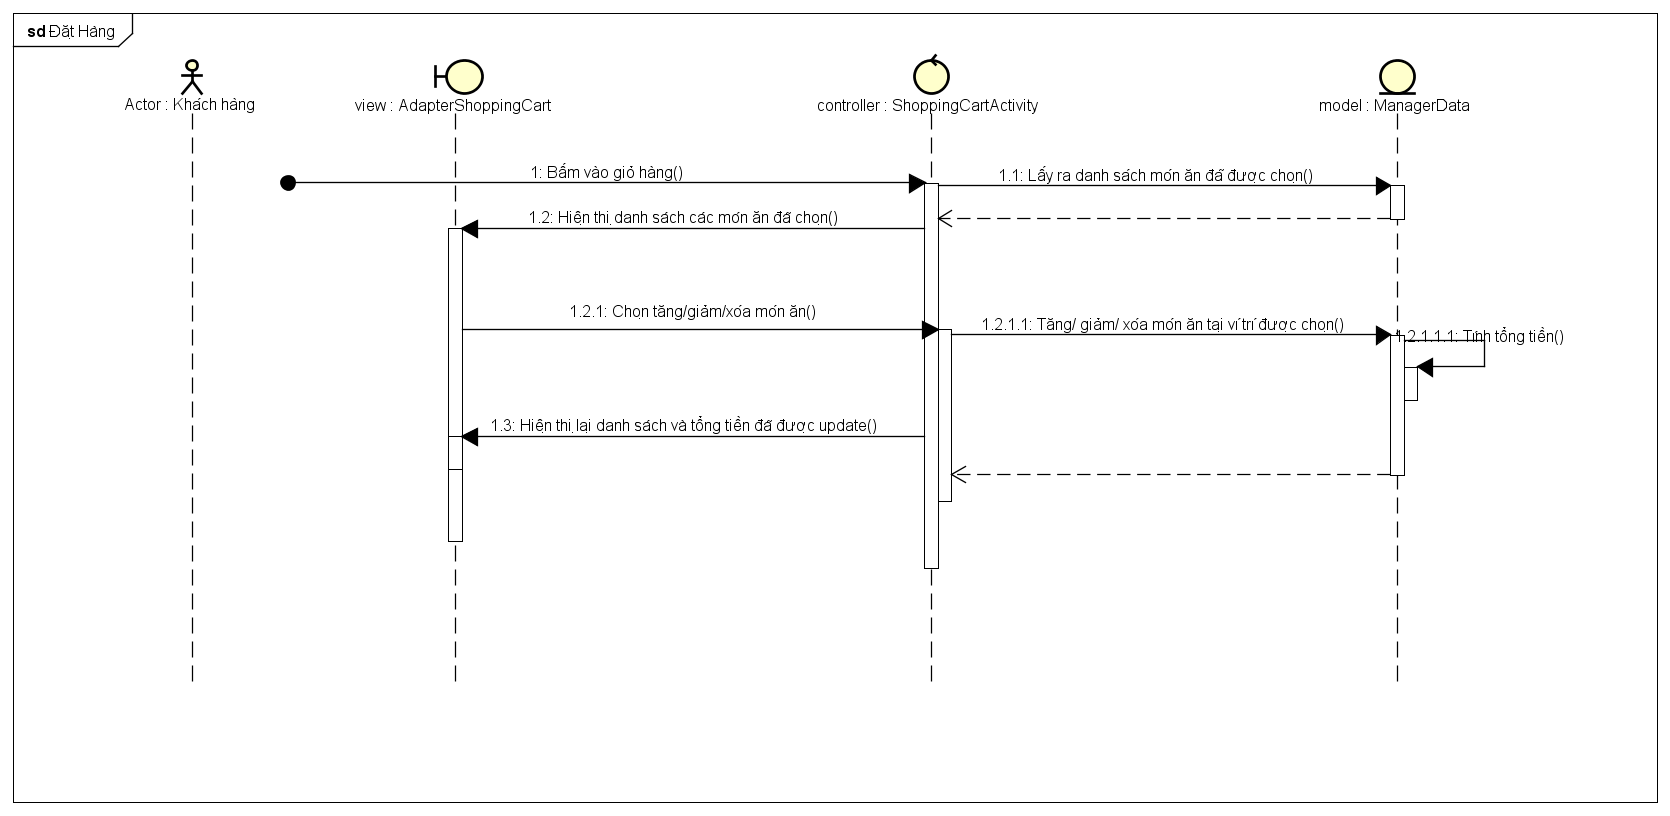 sd Đặt Hàng
Actor : Khách hàng
view : AdapterShoppingCart
controller : ShoppingCartActivity
model : ManagerData
1: Bấm vào giỏ hàng()
1.1: Lấy ra danh sách món ăn đã được chọn()
1.2: Hiện thị danh sách các món ăn đã chọn()
1.2.1: Chọn tăng/giảm/xóa món ăn()
1.2.1.1: Tăng/ giảm/ xóa món ăn tại ví trí được chọn()
1.2.1.1.1: Tính tổng tiền()
1.3: Hiện thị lại danh sách và tổng tiền đã được update()